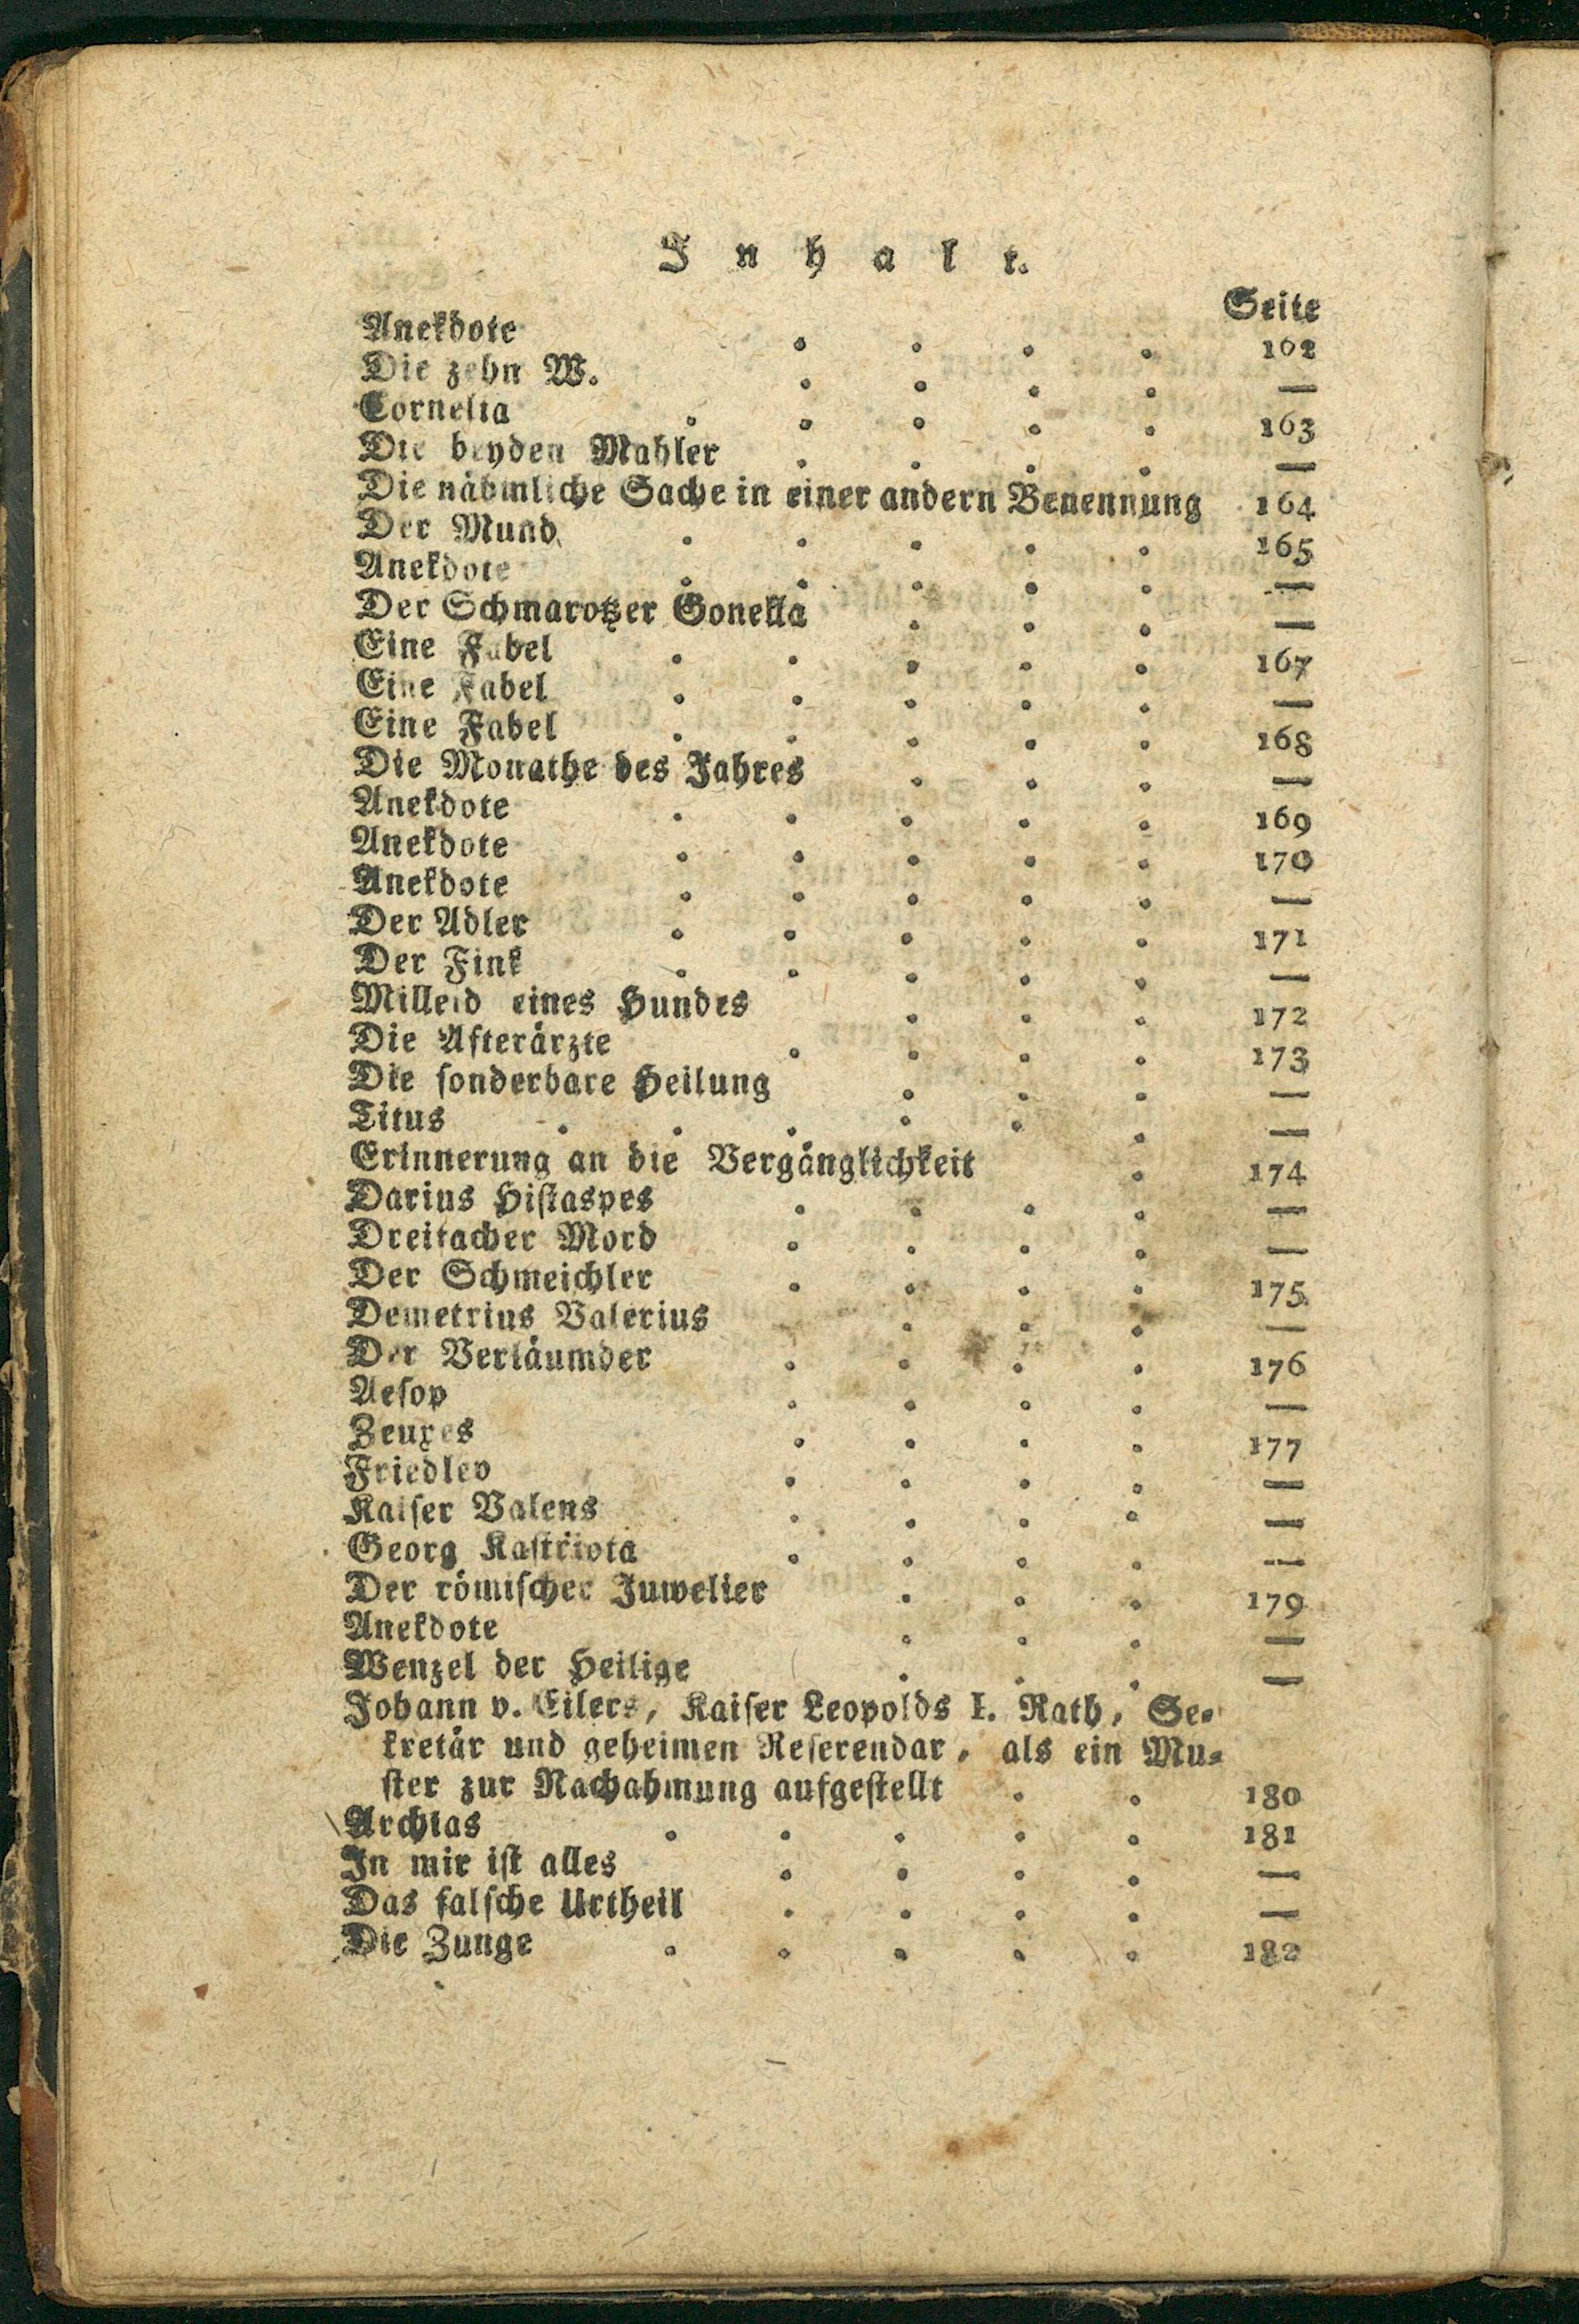 Inhalt.
Seite
Anekdote . . . . 162
Die zehn W. . . . . —
Cornelia . . . . . 163
Die beyden Mahler . . . . —
Die nähmliche Sache in einer andern Benennung 164
Der Mund . . . . . 165
Anekdote . . . . . —
Der Schmarotzer Gonella . . . —
Eine Fabel . . . . . 167
Eine Fabel . . . . . —
Eine Fabel . . . . . 168
Die Monathe des Jahres . . . —
Anekdote . . . . . 169
Anekdote . . . . . 170
Anekdote . . . . . —
Der Adler . . . . . 171
Der Fink . . . . . —
Milleid eines Hundes . . . 172
Die Afterärzte . . . . 173
Die ſonderbare Heilung . . . —
Titus . . . . . . —
Erinnerung an die Vergänglichkeit . 174
Darius Hiſtaspes . . . . —
Dreifacher Mord . . . . —
Der Schmeichler . . . . 175
Demetrius Valerius . . . —
Der Verläumder . . . . 176
Aeſop . . . . —
Zeuxes . . . . 177
Friedlev . . . . —
Kaiſer Valens . . . . —
Georg Kaſtriota . . . . —
Der römiſcher Juwelier . . . 179
Anekdote . . . —
Wenzel der Heilige . . . —
Johann v. Eilers, Kaiſer Leopolds I. Rath, Se-
kretär und geheimen Referendar, als ein Mu-
ſter zur Nachahmung aufgeſtellt . . 180
Archias . . . . . 181
In mir iſt alles . . . . —
Das falſche Urtheil . . . . —
Die Zunge . . . . . 182